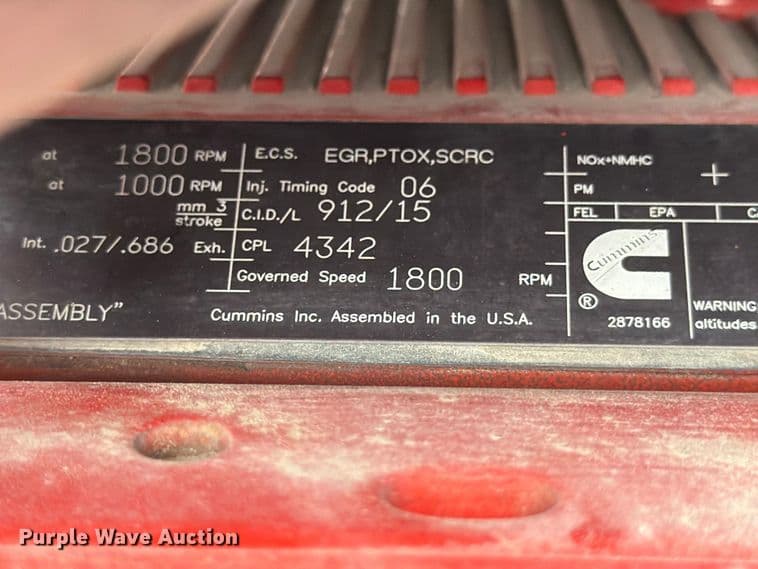 at 1800 RPM E.C.S. EGR,PTOX,SCRC NOx+NMHC +
at 1000 RPM Inj. Timing Code 06 PM
mm 3
stroke C.I.D./L 912/15 FEL EPA
Int. .027/.686 Exh. CPL 4342 Cummins
Governed Speed 1800 RPM
ASSEMBLY" Cummins Inc. Assembled in the U.S.A. ® 2878166 WARNING
altitudes
Purple Wave Auction